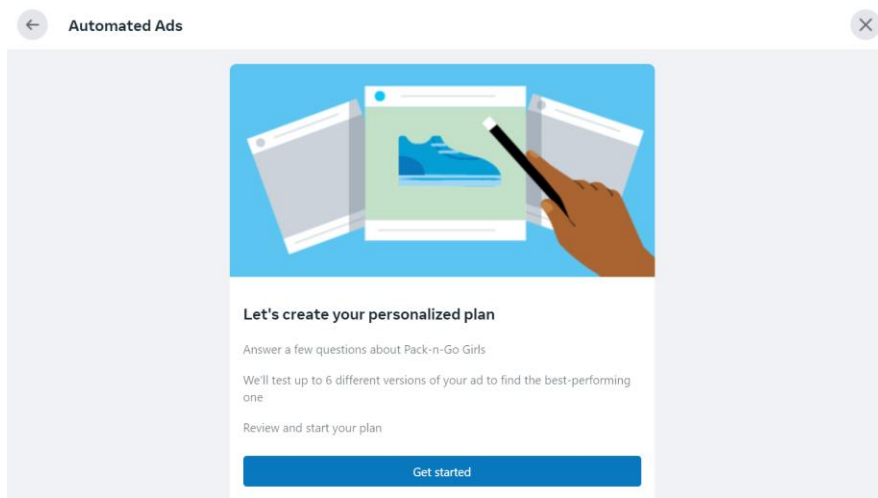 Automated Ads
Let's create your personalized plan
Answer a few questions about Pack-n-Go Girls
We'll test up to 6 different versions of your ad to find the best-performing
one
Review and start your plan
Get started